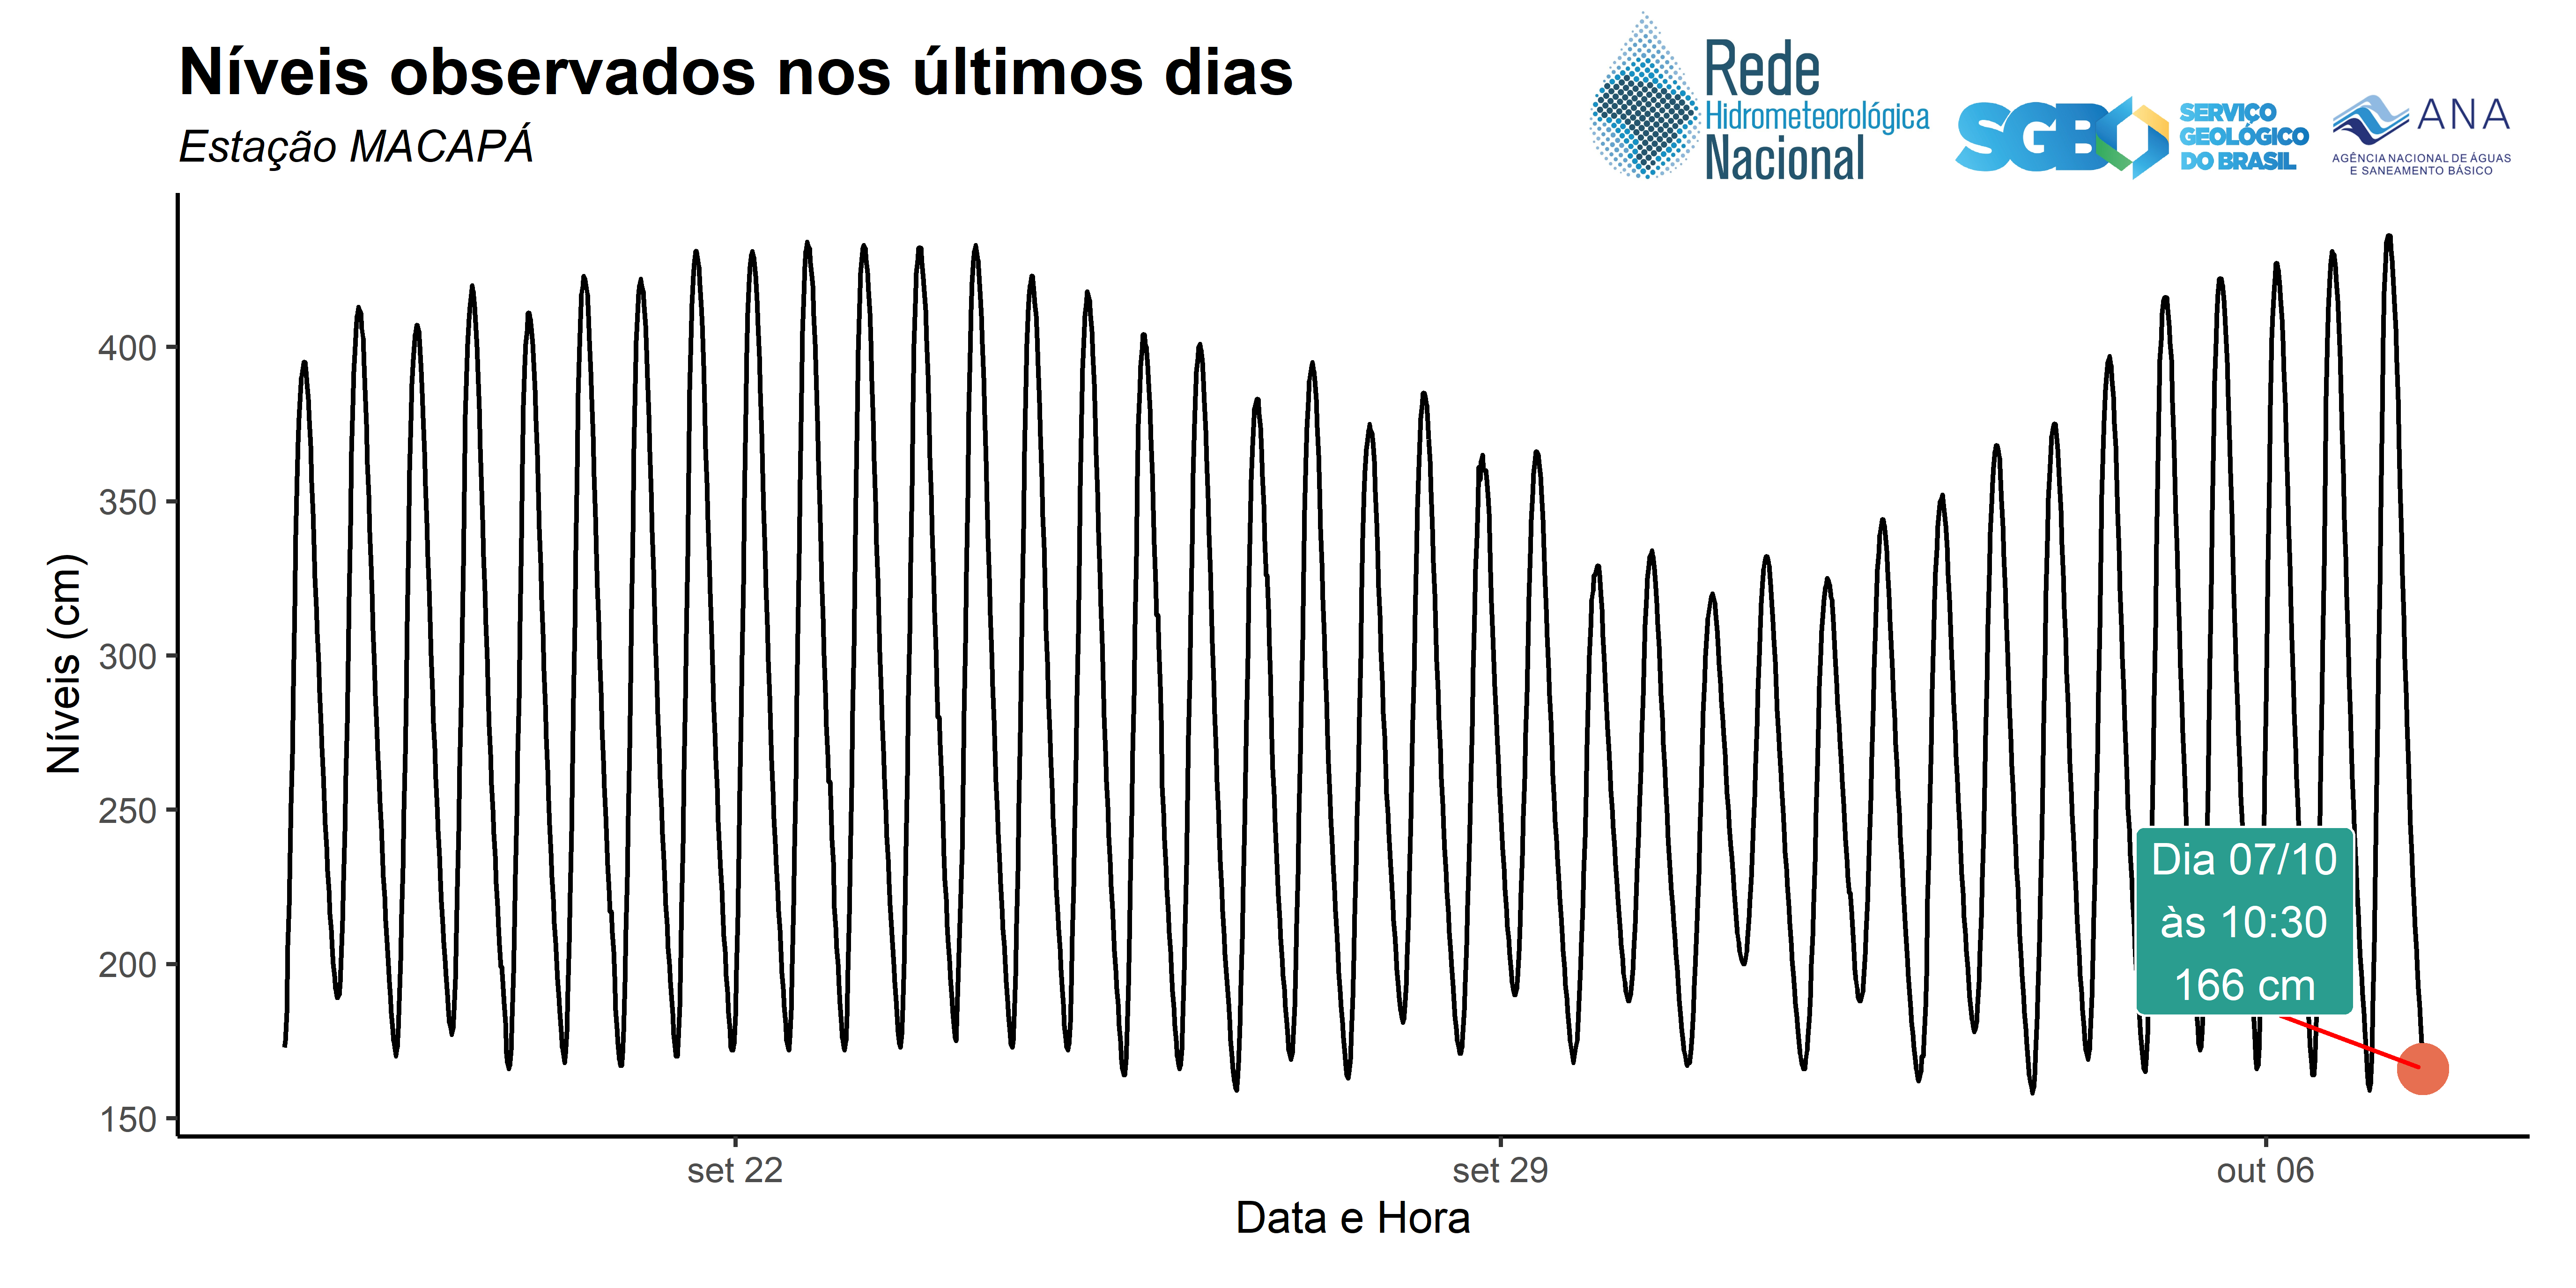 Níveis observados nos últimos dias
Estação MACAPÁ
Rede
Hidrometeorológica
Nacional
SGB
SERVIÇO
GEOLÓGICO
DO BRASIL
ANA
AGÊNCIA NACIONAL DE ÁGUAS
E SANEAMENTO BÁSICO
Níveis (cm)
400
350
300
250
200
150
Dia 07/10
às 10:30
166 cm
set 22
set 29
out 06
Data e Hora